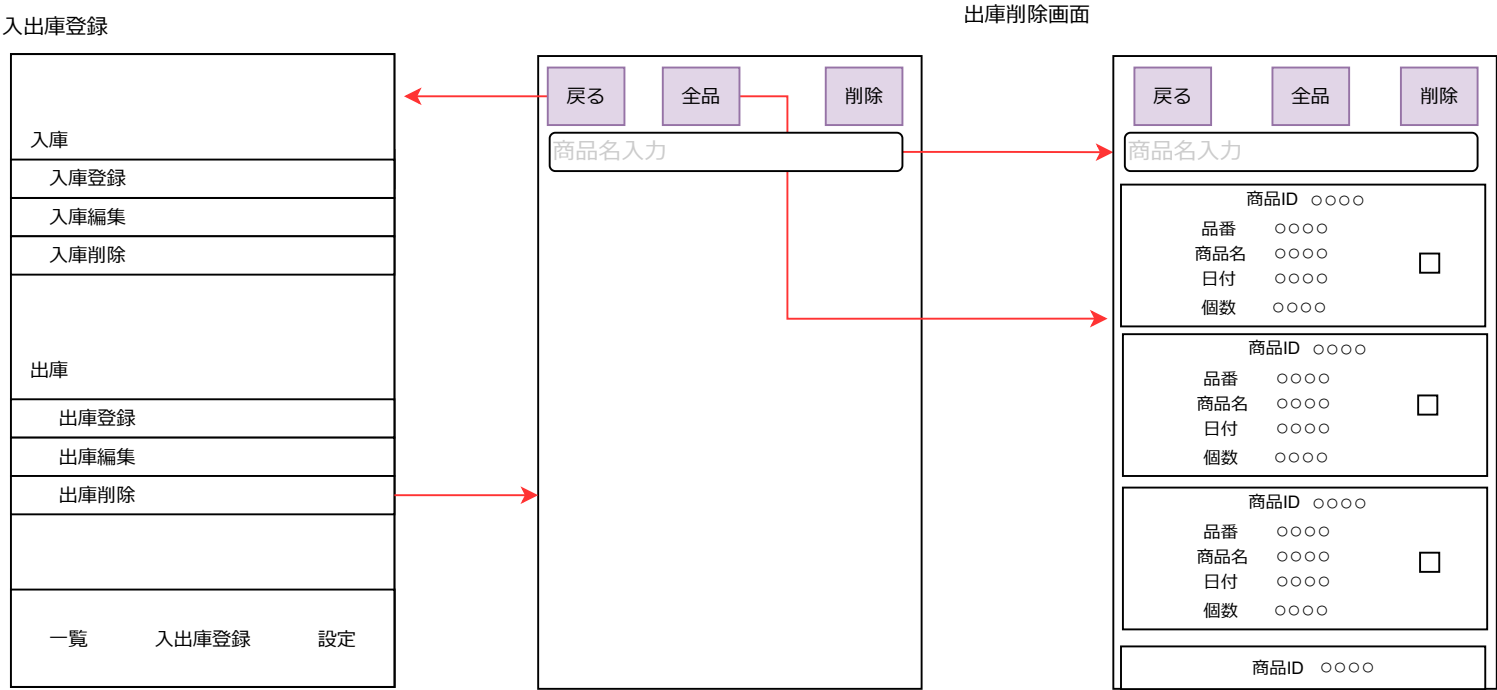 入出庫登録
入庫
入庫登録
入庫編集
入庫削除
出庫
出庫登録
出庫編集
出庫削除
一覧 入出庫登録 設定
戻る 全品 削除
商品名入力
出庫削除画面
戻る 全品 削除
商品名入力
商品ID ○○○○
品番 ○○○○
商品名 ○○○○
日付 ○○○○
個数 ○○○○
商品ID ○○○○
品番 ○○○○
商品名 ○○○○
日付 ○○○○
個数 ○○○○
商品ID ○○○○
品番 ○○○○
商品名 ○○○○
日付 ○○○○
個数 ○○○○
商品ID ○○○○